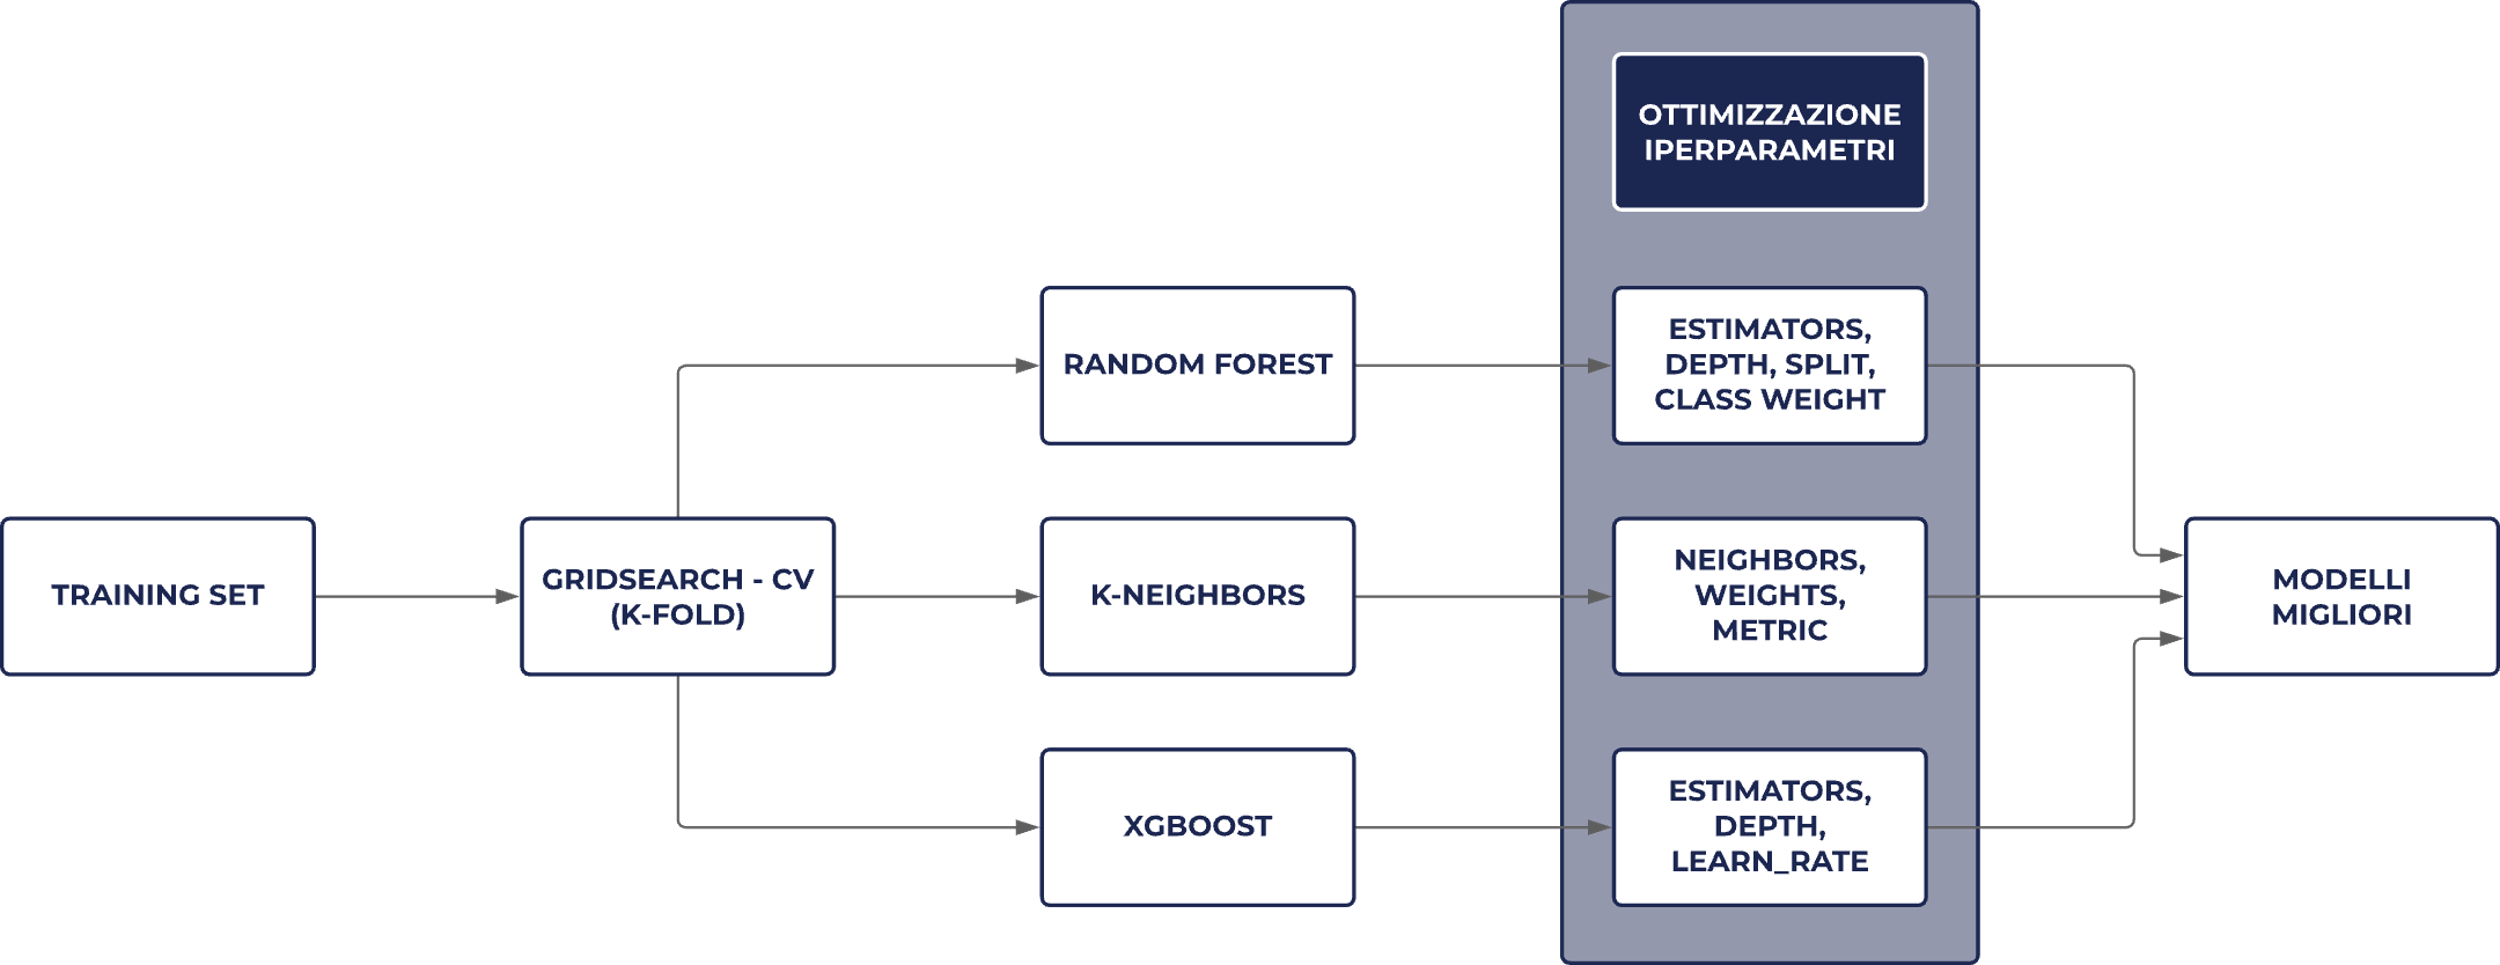 OTTIMIZZAZIONE
IPERPARAMETRI
TRAINING SET
GRIDSEARCH - CV
(K-FOLD)
RANDOM FOREST
ESTIMATORS,
DEPTH, SPLIT,
CLASS WEIGHT
K-NEIGHBORS
NEIGHBORS,
WEIGHTS,
METRIC
XGBOOST
ESTIMATORS,
DEPTH,
LEARN_RATE
MODELLI
MIGLIORI